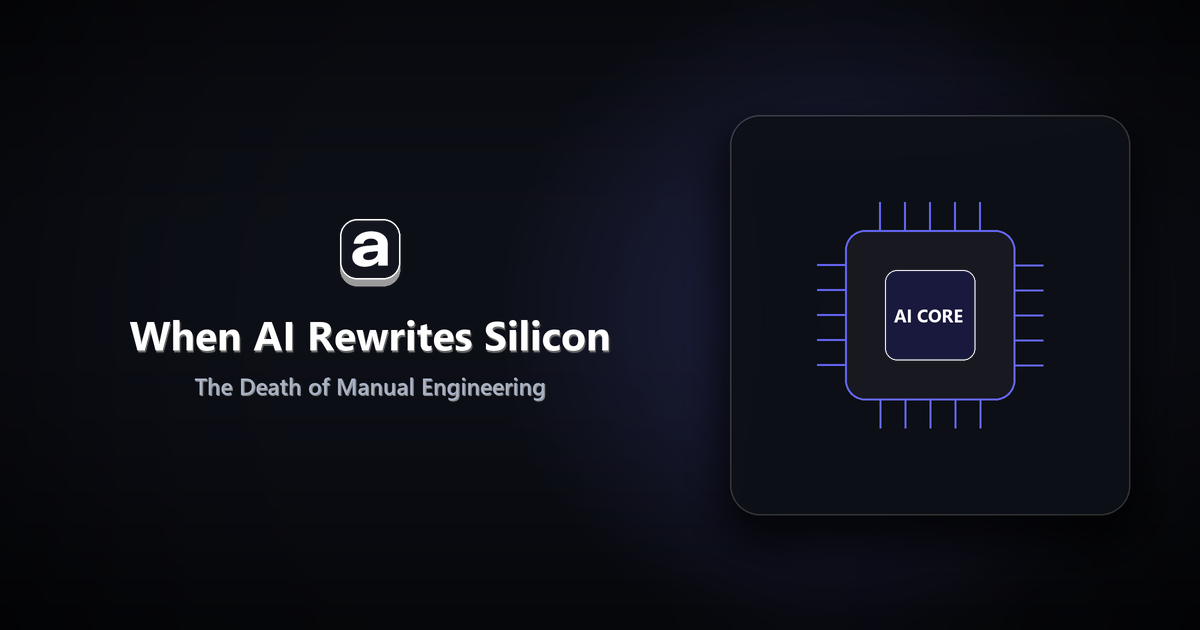 a
When AI Rewrites Silicon
The Death of Manual Engineering
AI CORE